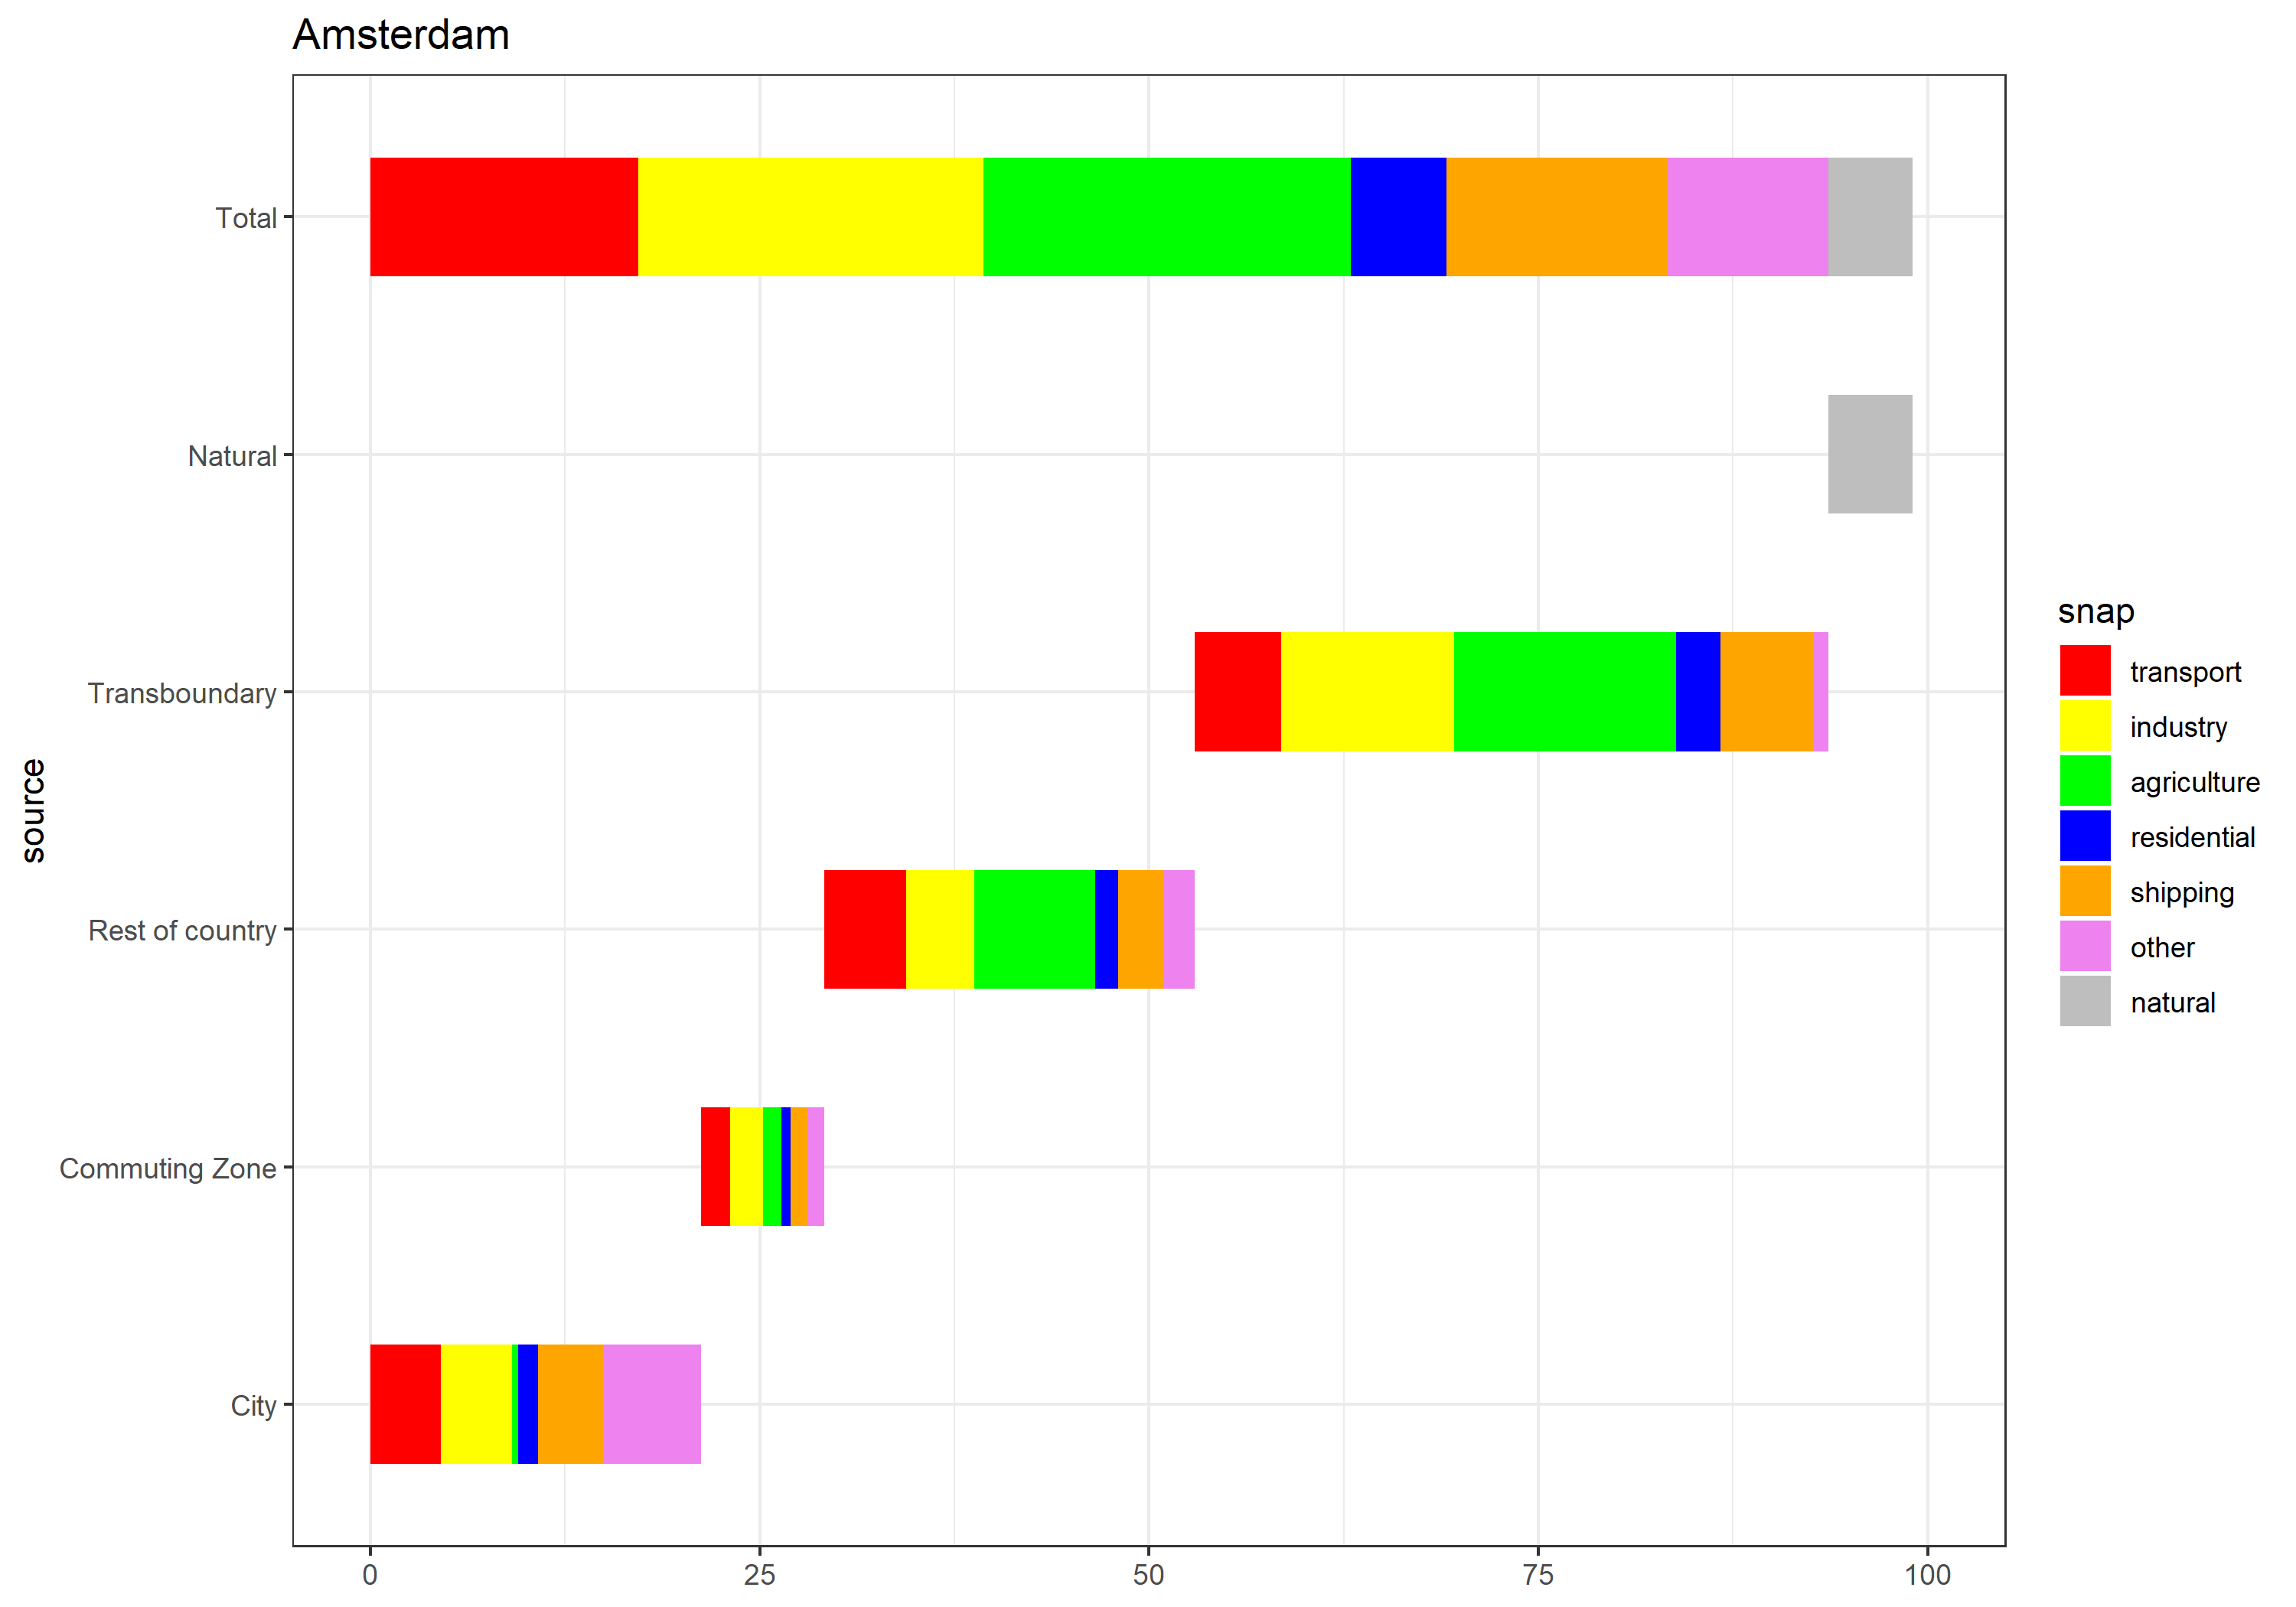 Amsterdam
Total
Natural
Transboundary
Rest of country
Commuting Zone
City
source
0 25 50 75 100
snap
transport
industry
agriculture
residential
shipping
other
natural